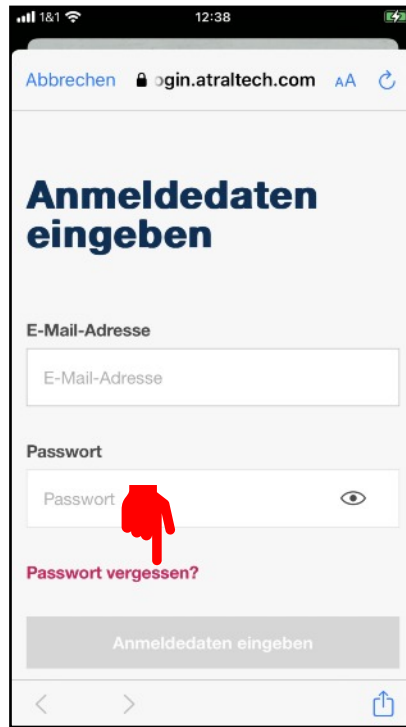 1&1 12:38
Abbrechen ogin.atraltech.com AA
Anmeldedaten
eingeben
E-Mail-Adresse
E-Mail-Adresse
Passwort
Passwort
Passwort vergessen?
Anmeldedaten eingeben